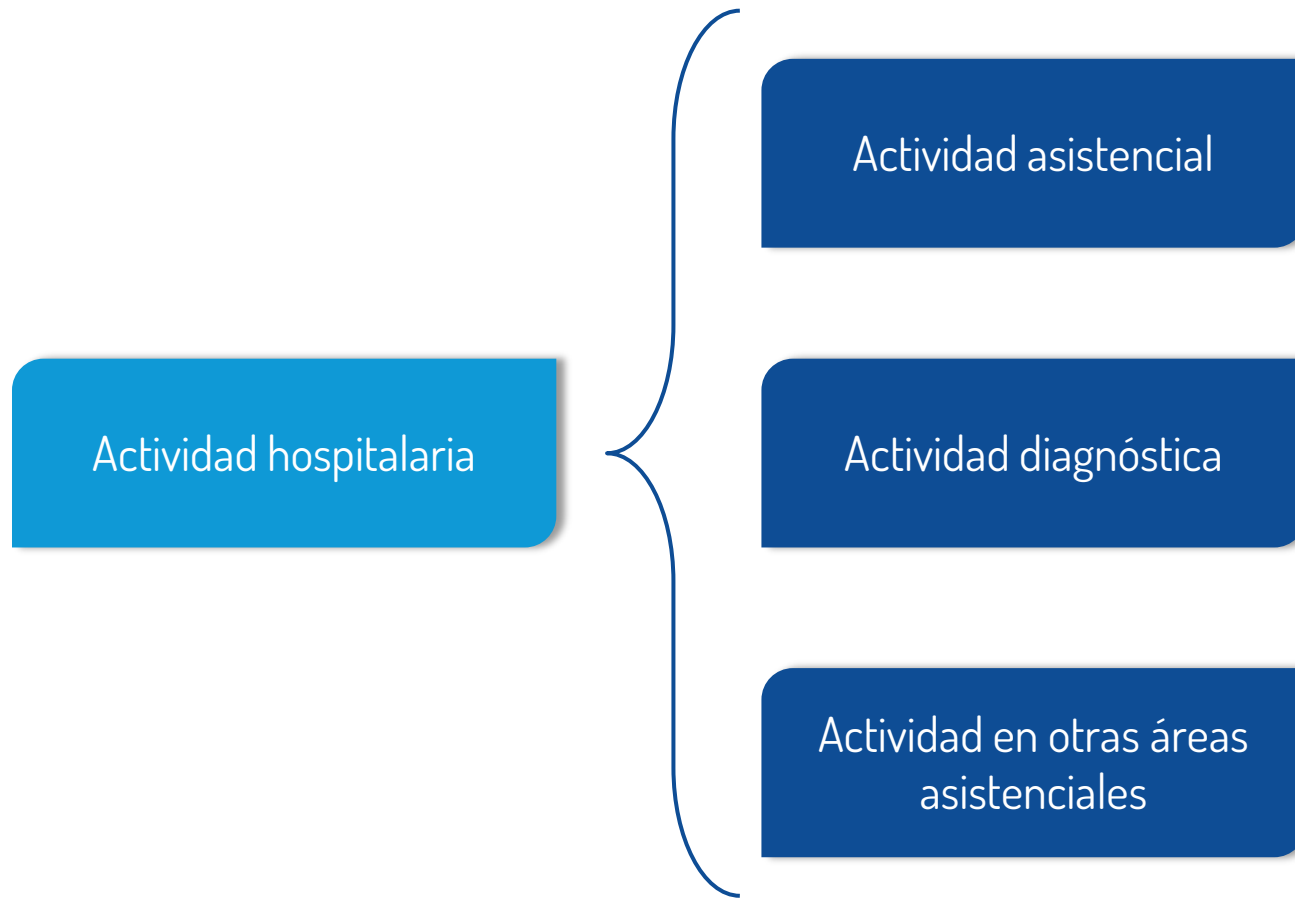 Actividad asistencial
Actividad hospitalaria
Actividad diagnóstica
Actividad en otras áreas
asistenciales